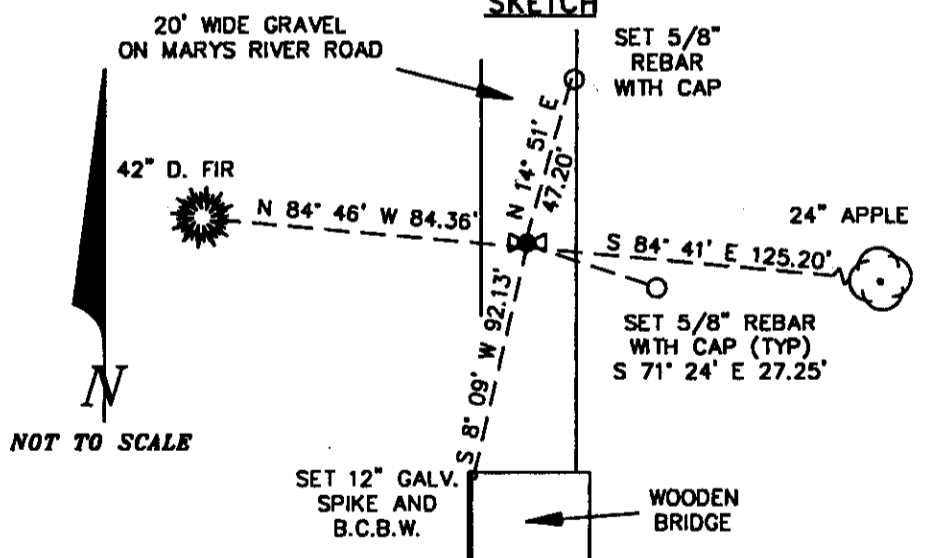 SKETCH
20' WIDE GRAVEL
ON MARYS RIVER ROAD
SET 5/8"
REBAR
WITH CAP
N 14° 51' E
47.20'
42" D. FIR
N 84° 46' W 84.36'
24" APPLE
S 84° 41' E 125.20'
SET 5/8" REBAR
WITH CAP (TYP)
S 71° 24' E 27.25'
S 8° 09' W 92.13'
N
NOT TO SCALE
SET 12" GALV.
SPIKE AND
B.C.B.W.
WOODEN
BRIDGE